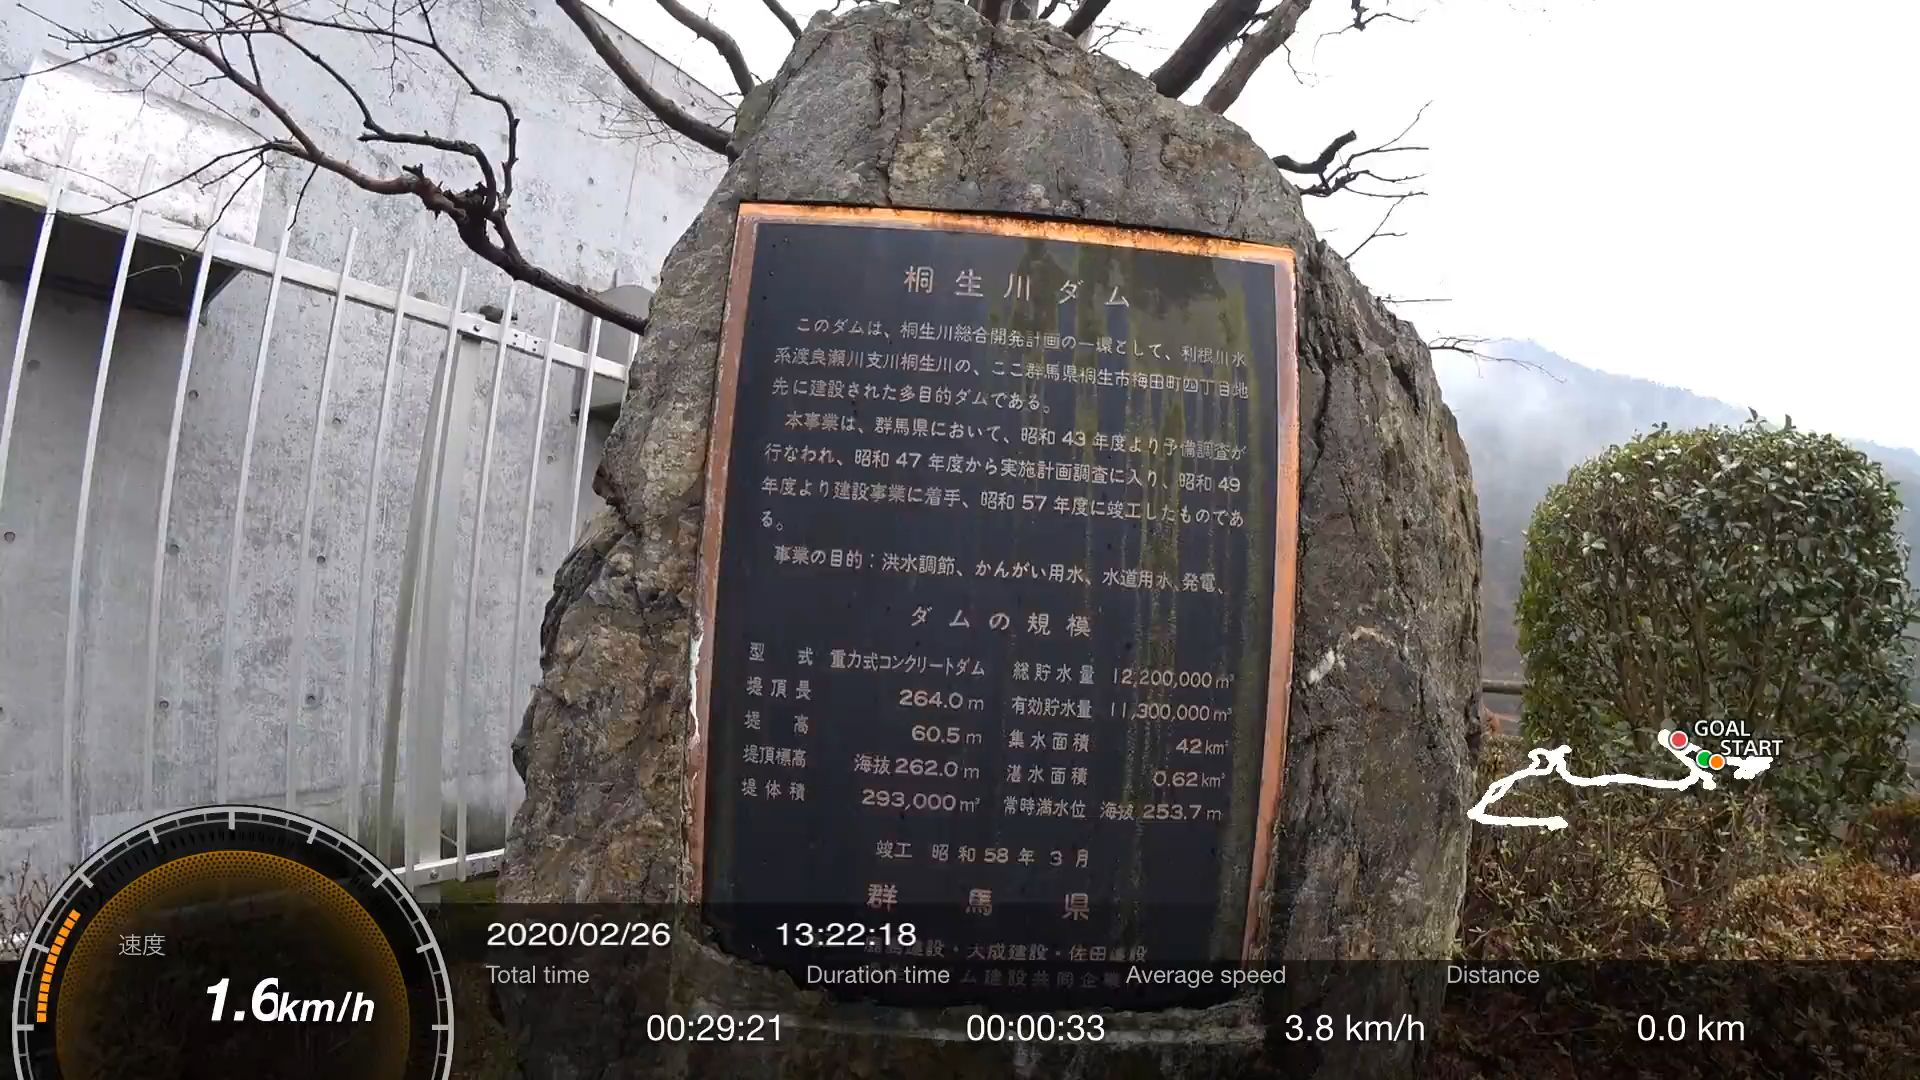 桐生川ダム
このダムは、桐生川総合開発計画の一環として、利根川水
系渡良瀬川支川桐生川の、ここ群馬県桐生市梅田町四丁目地
先に建設された多目的ダムである。
本事業は、群馬県において、昭和43年度より予備調査が
行なわれ、昭和47年度から実施計画調査に入り、昭和49
年度より建設事業に着手、昭和57年度に竣工したものであ
る。
事業の目的：洪水調節、かんがい用水、水道用水、発電、
ダムの規模
型式 重力式コンクリートダム 総貯水量 12,200,000m³
堤頂長 264.0m 有効貯水量 11,300,000m³
堤高 60.5m 集水面積 42km²
堤頂標高 海抜262.0m 湛水面積 0.62km²
堤体積 293,000m³ 常時満水位 海抜253.7m
竣工 昭和58年3月
群馬県
建設・大成建設・佐田建設
ム建設共同企業
GOAL
START
速度
1.6km/h
2020/02/26 13:22:18
Total time Duration time Average speed Distance
00:29:21 00:00:33 3.8 km/h 0.0 km